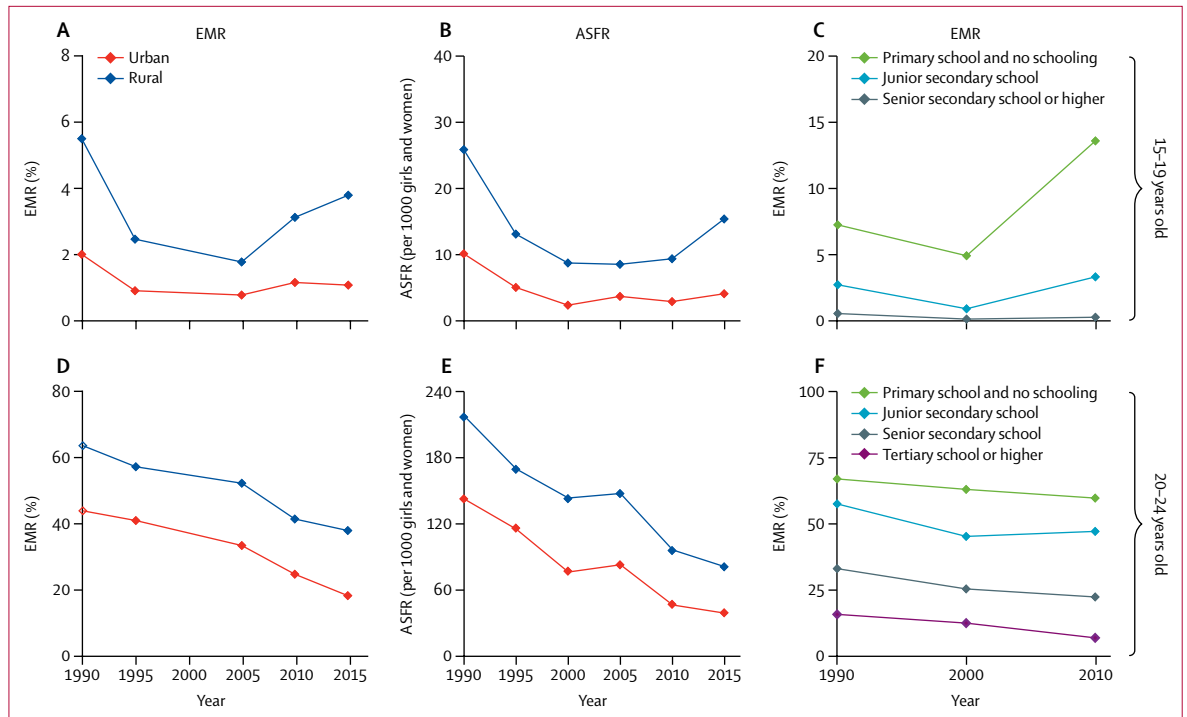 A
EMR
Urban
Rural
8
6
4
2
0
EMR (%)
B
ASFR
40
30
20
10
0
ASFR (per 1000 girls and women)
C
EMR
Primary school and no schooling
Junior secondary school
Senior secondary school or higher
20
15
10
5
0
EMR (%)
15–19 years old
D
80
60
40
20
0
EMR (%)
1990 1995 2000 2005 2010 2015
Year
E
240
180
120
60
0
ASFR (per 1000 girls and women)
1990 1995 2000 2005 2010 2015
Year
F
Primary school and no schooling
Junior secondary school
Senior secondary school
Tertiary school or higher
100
75
50
25
0
EMR (%)
1990 2000 2010
Year
20–24 years old